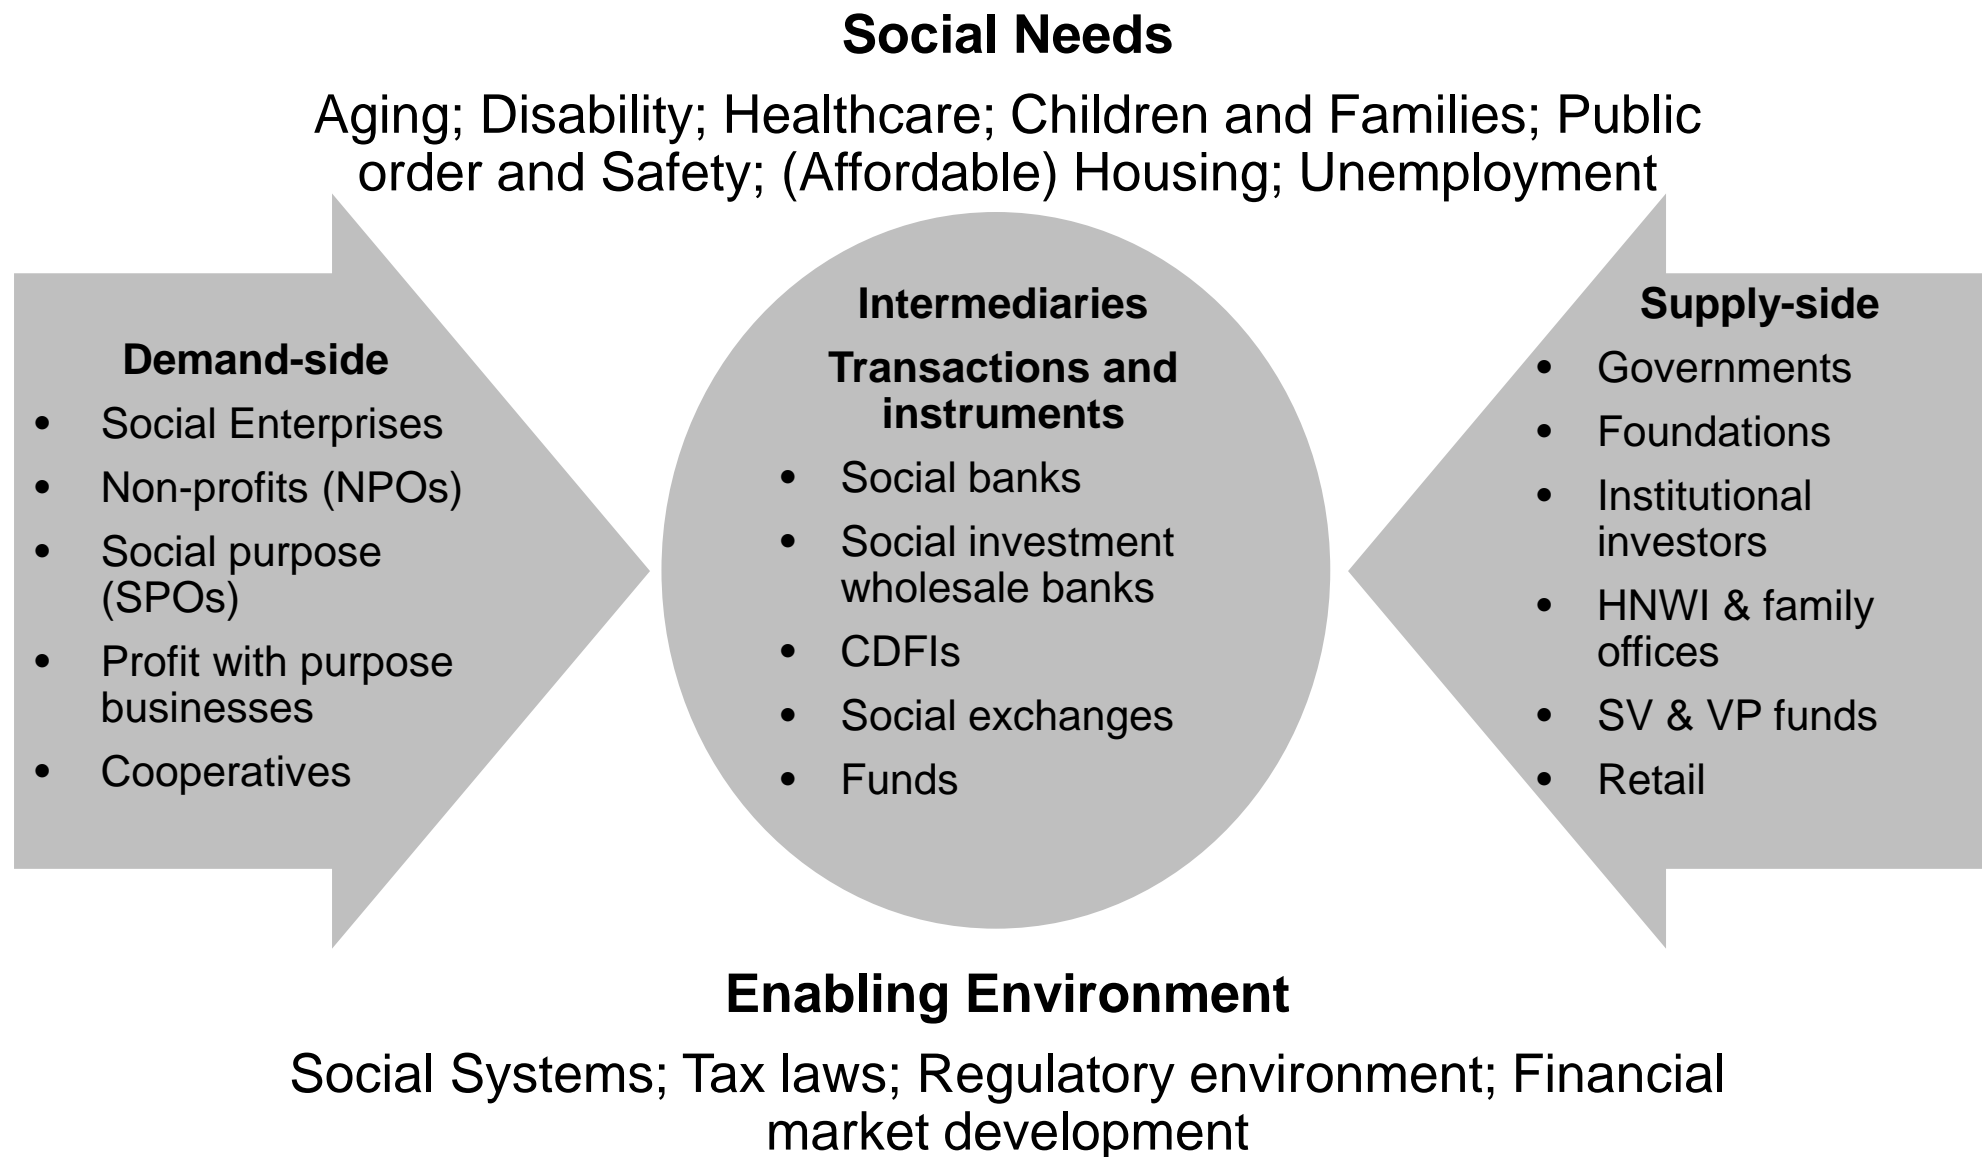 Social Needs
Aging; Disability; Healthcare; Children and Families; Public
order and Safety; (Affordable) Housing; Unemployment
Demand-side
• Social Enterprises
• Non-profits (NPOs)
• Social purpose
(SPOs)
• Profit with purpose
businesses
• Cooperatives
Intermediaries
Transactions and
instruments
• Social banks
• Social investment
wholesale banks
• CDFIs
• Social exchanges
• Funds
Supply-side
• Governments
• Foundations
• Institutional
investors
• HNWI & family
offices
• SV & VP funds
• Retail
Enabling Environment
Social Systems; Tax laws; Regulatory environment; Financial
market development